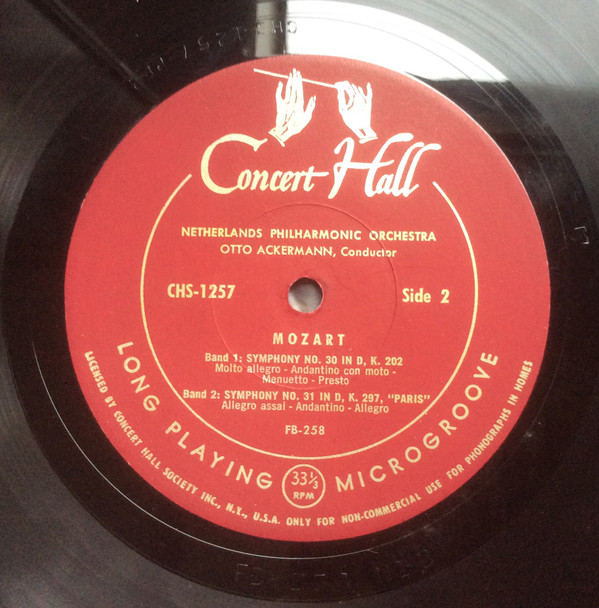 Concert Hall
NETHERLANDS PHILHARMONIC ORCHESTRA
OTTO ACKERMANN, Conductor
CHS-1257
Side 2
MOZART
Band 1: SYMPHONY NO. 30 IN D, K. 202
Molto allegro - Andantino con moto -
Menuetto - Presto
Band 2: SYMPHONY NO. 31 IN D, K. 297, "PARIS"
Allegro assai - Andantino - Allegro
FB-258
LONG PLAYING
33⅓
RPM
MICROGROOVE
LICENSED BY CONCERT HALL SOCIETY INC., N.Y., U.S.A. ONLY FOR NON-COMMERCIAL USE FOR PHONOGRAPHS IN HOMES